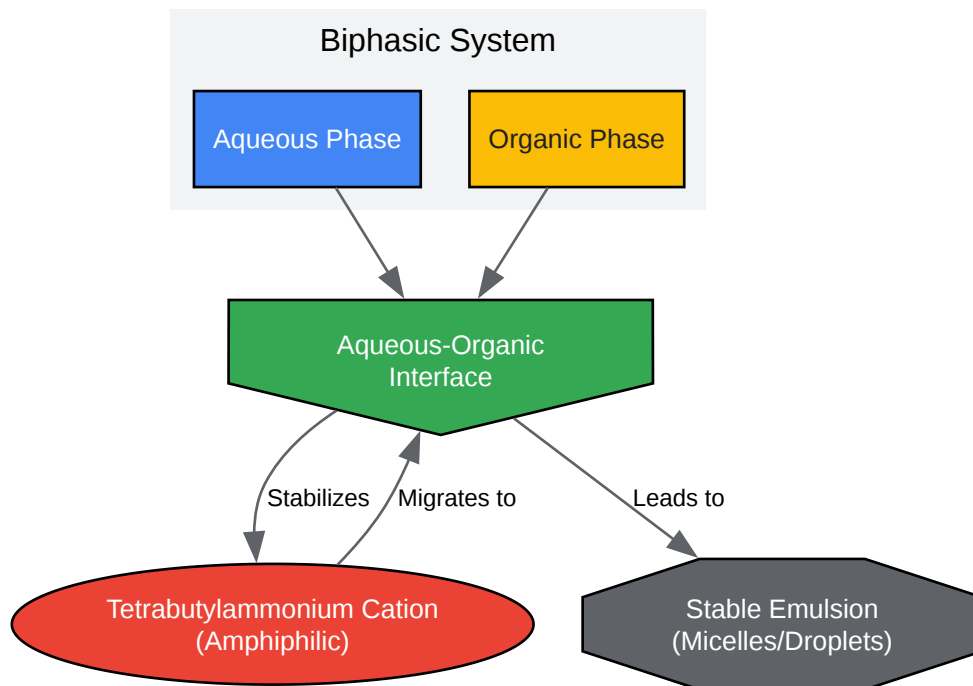 Biphasic System
Aqueous Phase
Organic Phase
Aqueous-Organic
Interface
Stabilizes
Migrates to
Leads to
Tetrabutylammonium Cation
(Amphiphilic)
Stable Emulsion
(Micelles/Droplets)